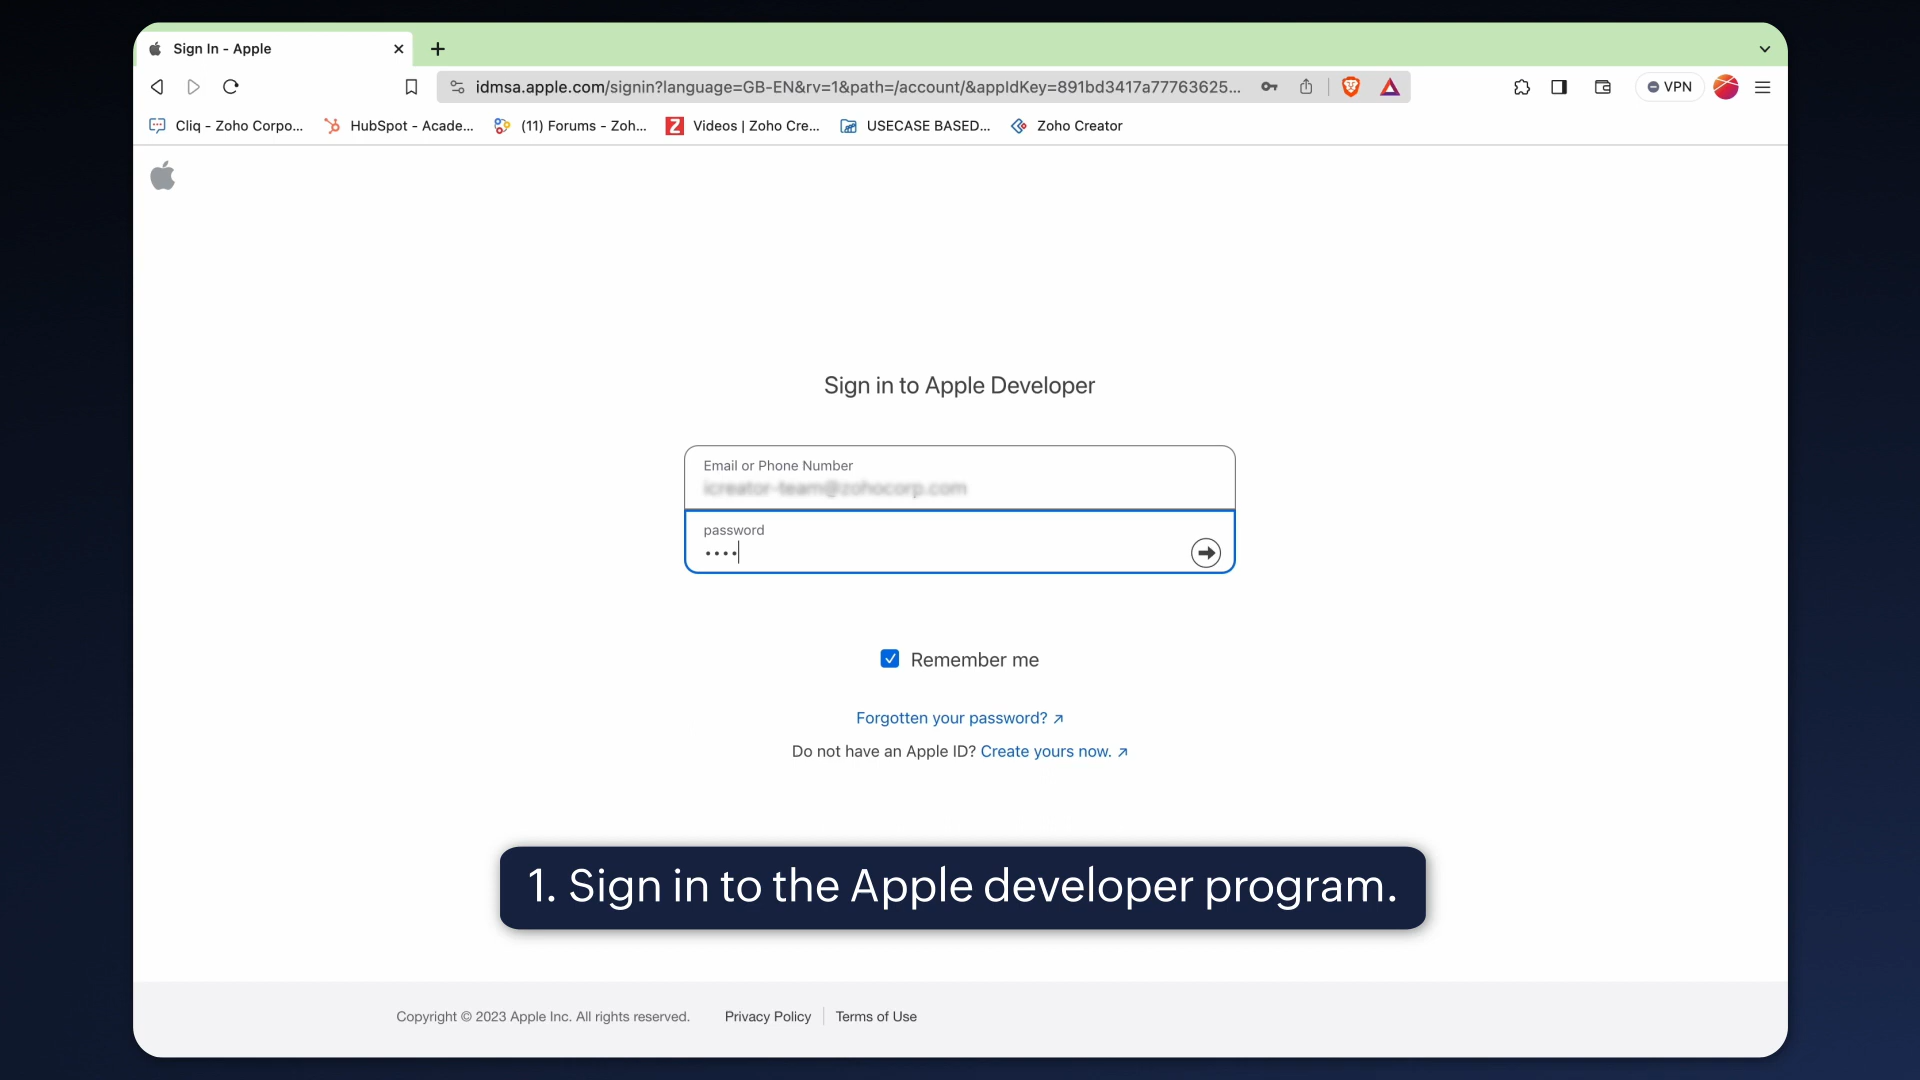 Sign In - Apple
idmsa.apple.com/signin?language=GB-EN&rv=1&path=/account/&appIdKey=891bd3417a77763625...
VPN
Cliq - Zoho Corpo...
HubSpot - Acade...
(11) Forums - Zoh...
Videos | Zoho Cre...
USECASE BASED...
Zoho Creator
Sign in to Apple Developer
Email or Phone Number
password
Remember me
Forgotten your password? ↗
Do not have an Apple ID? Create yours now. ↗
1. Sign in to the Apple developer program.
Copyright © 2023 Apple Inc. All rights reserved.
Privacy Policy
Terms of Use